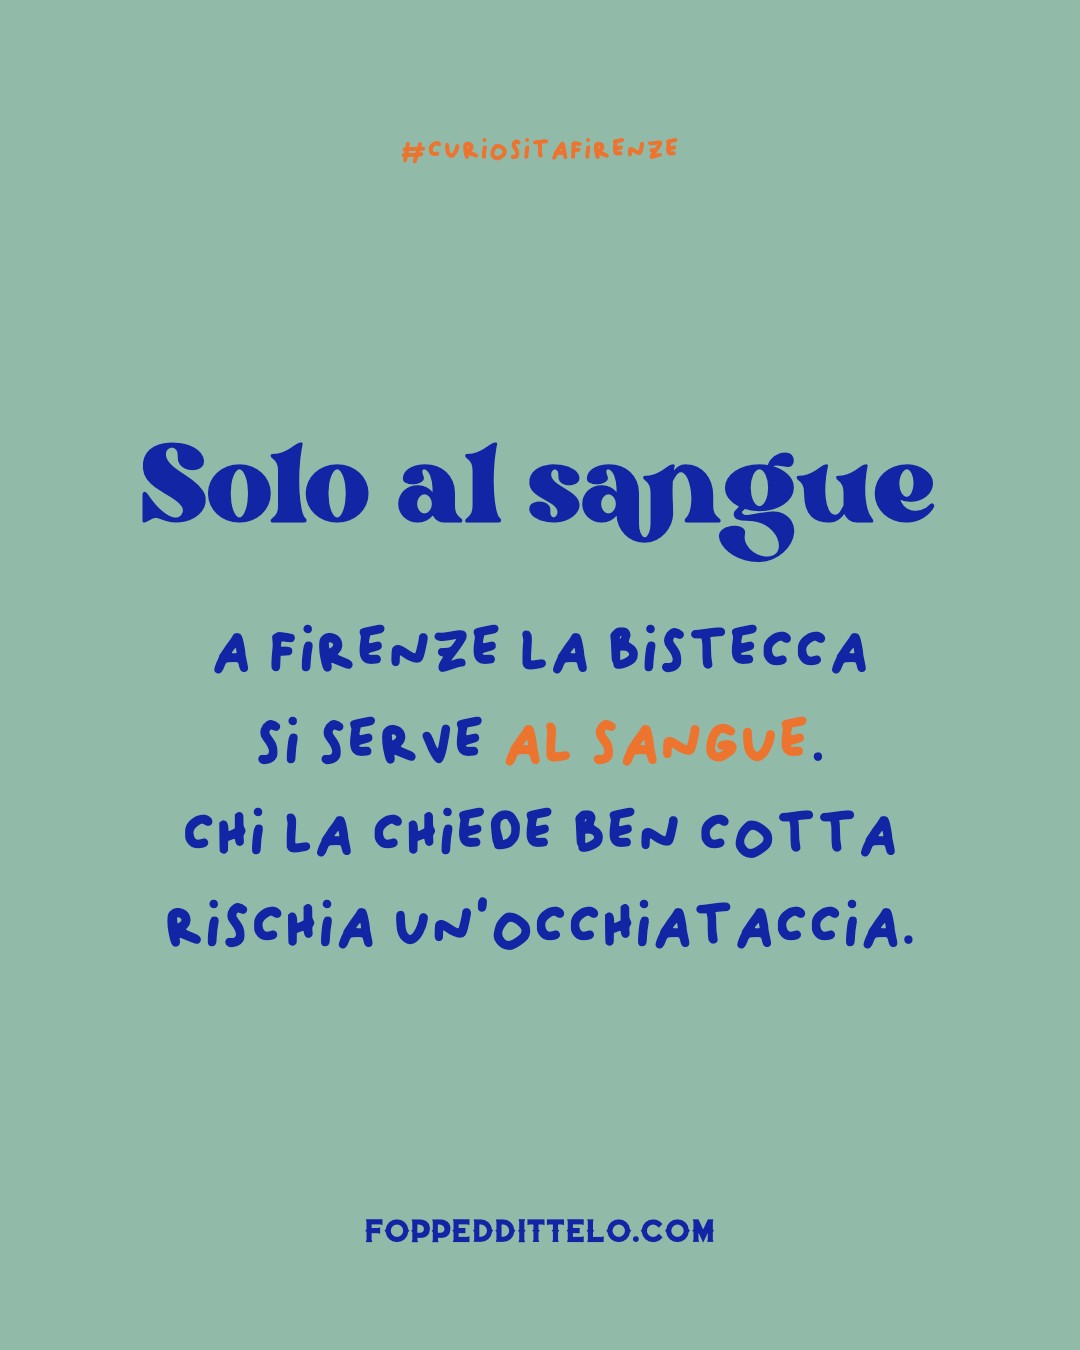 #CURIOSITAFIRENZE
Solo al sangue
A FIRENZE LA BISTECCA
SI SERVE AL SANGUE.
CHI LA CHIEDE BEN COTTA
RISCHIA UN'OCCHIATACCIA.
FOPPEDDITTELO.COM